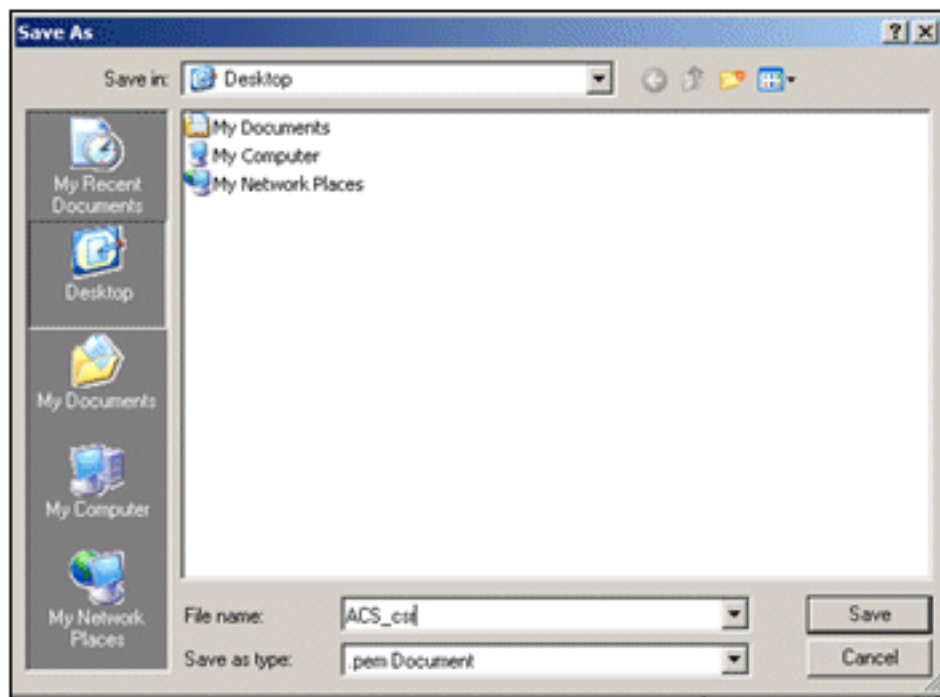 Save As
Save in: Desktop
My Documents
My Computer
My Network Places
My Recent
Documents
Desktop
My Documents
My Computer
My Network
Places
File name: ACS_csr Save
Save as type: .pem Document Cancel